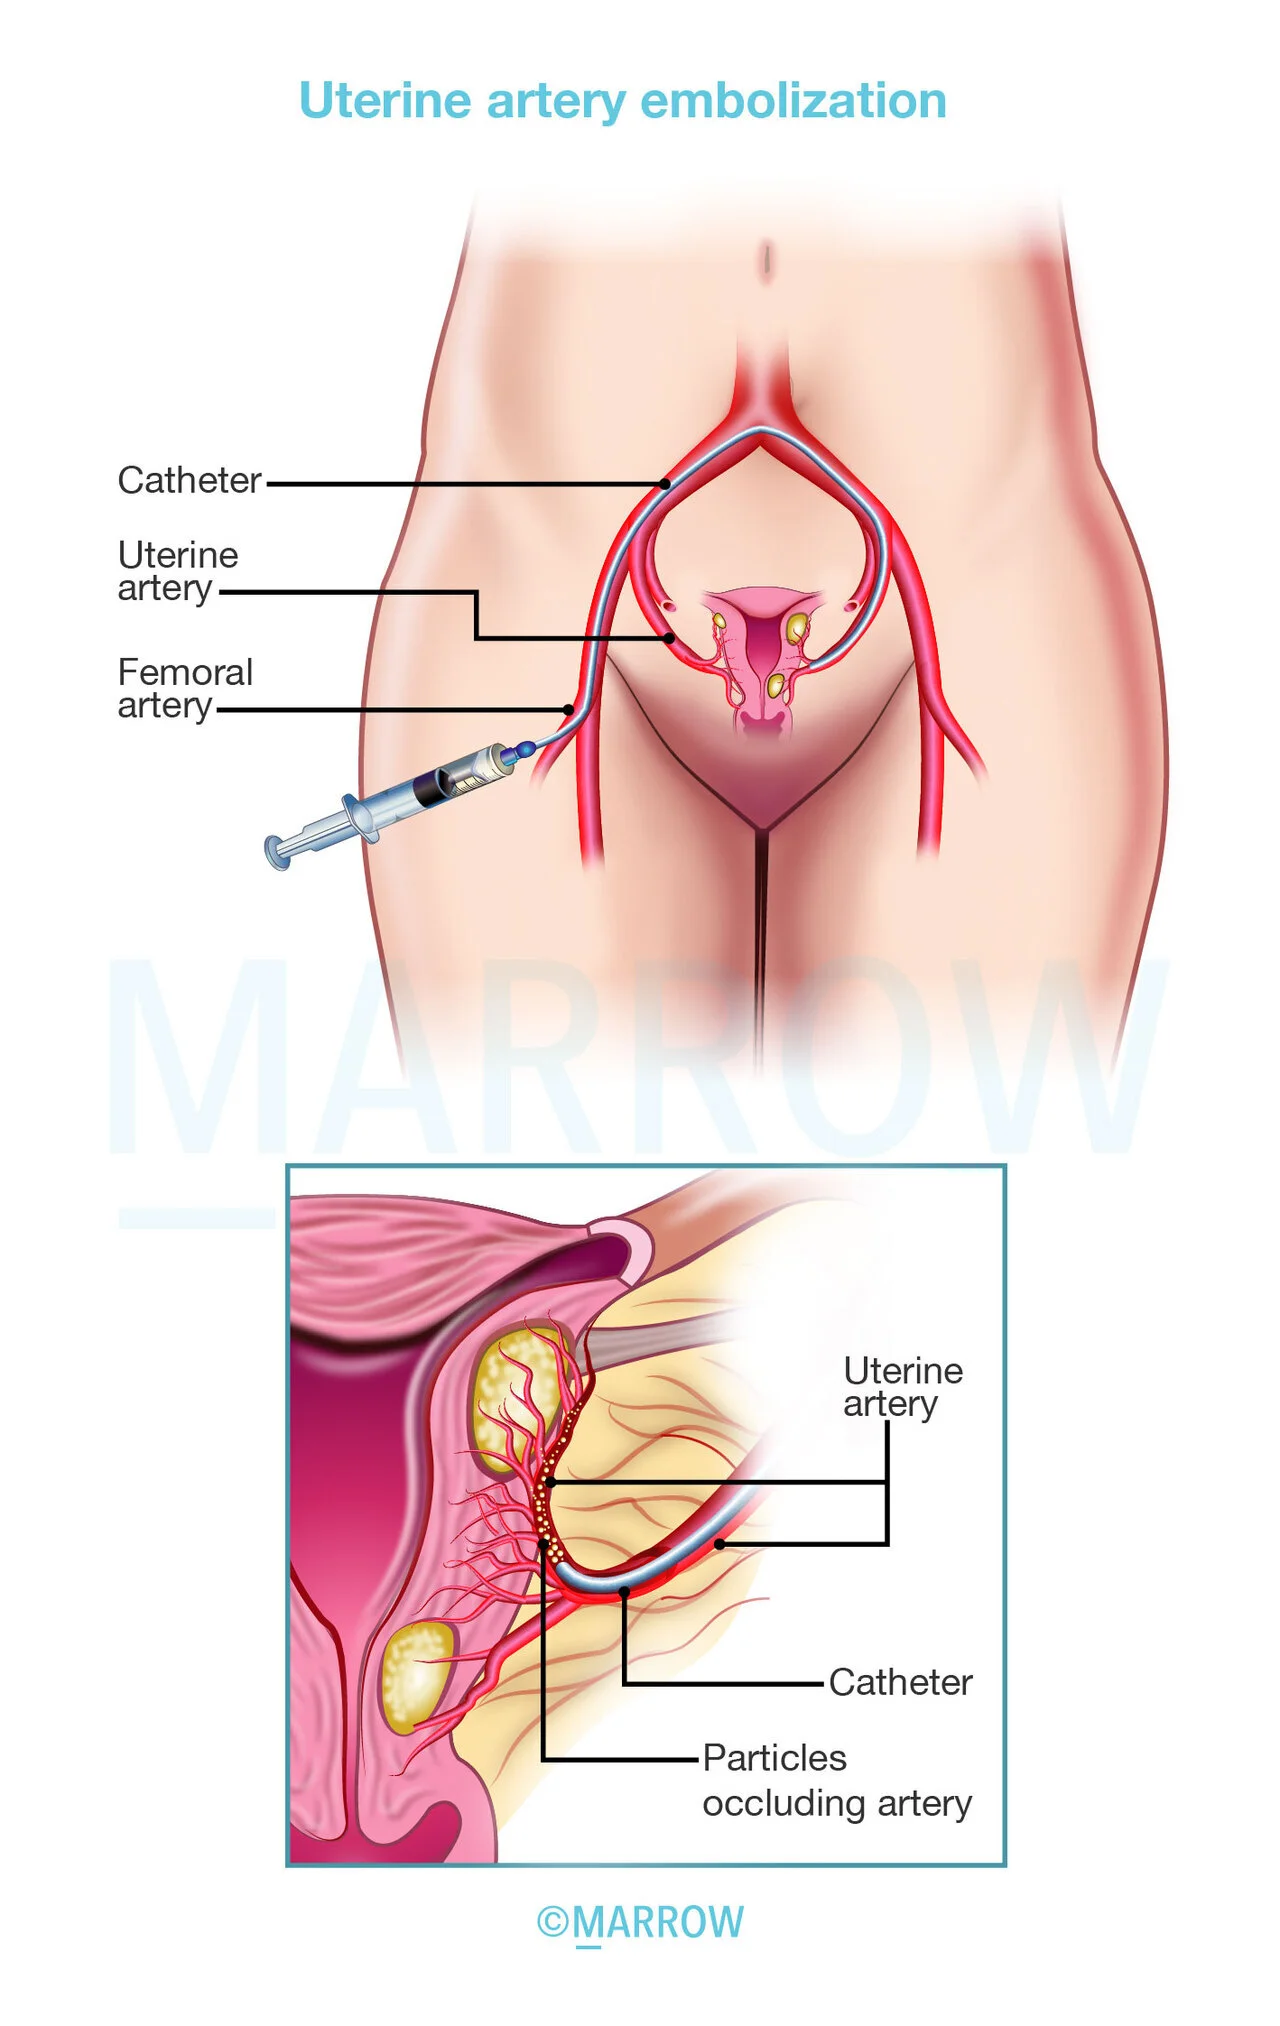 Uterine artery embolization
Catheter
Uterine
artery
Femoral
artery
MARROW
Uterine
artery
Catheter
Particles
occluding artery
©MARROW